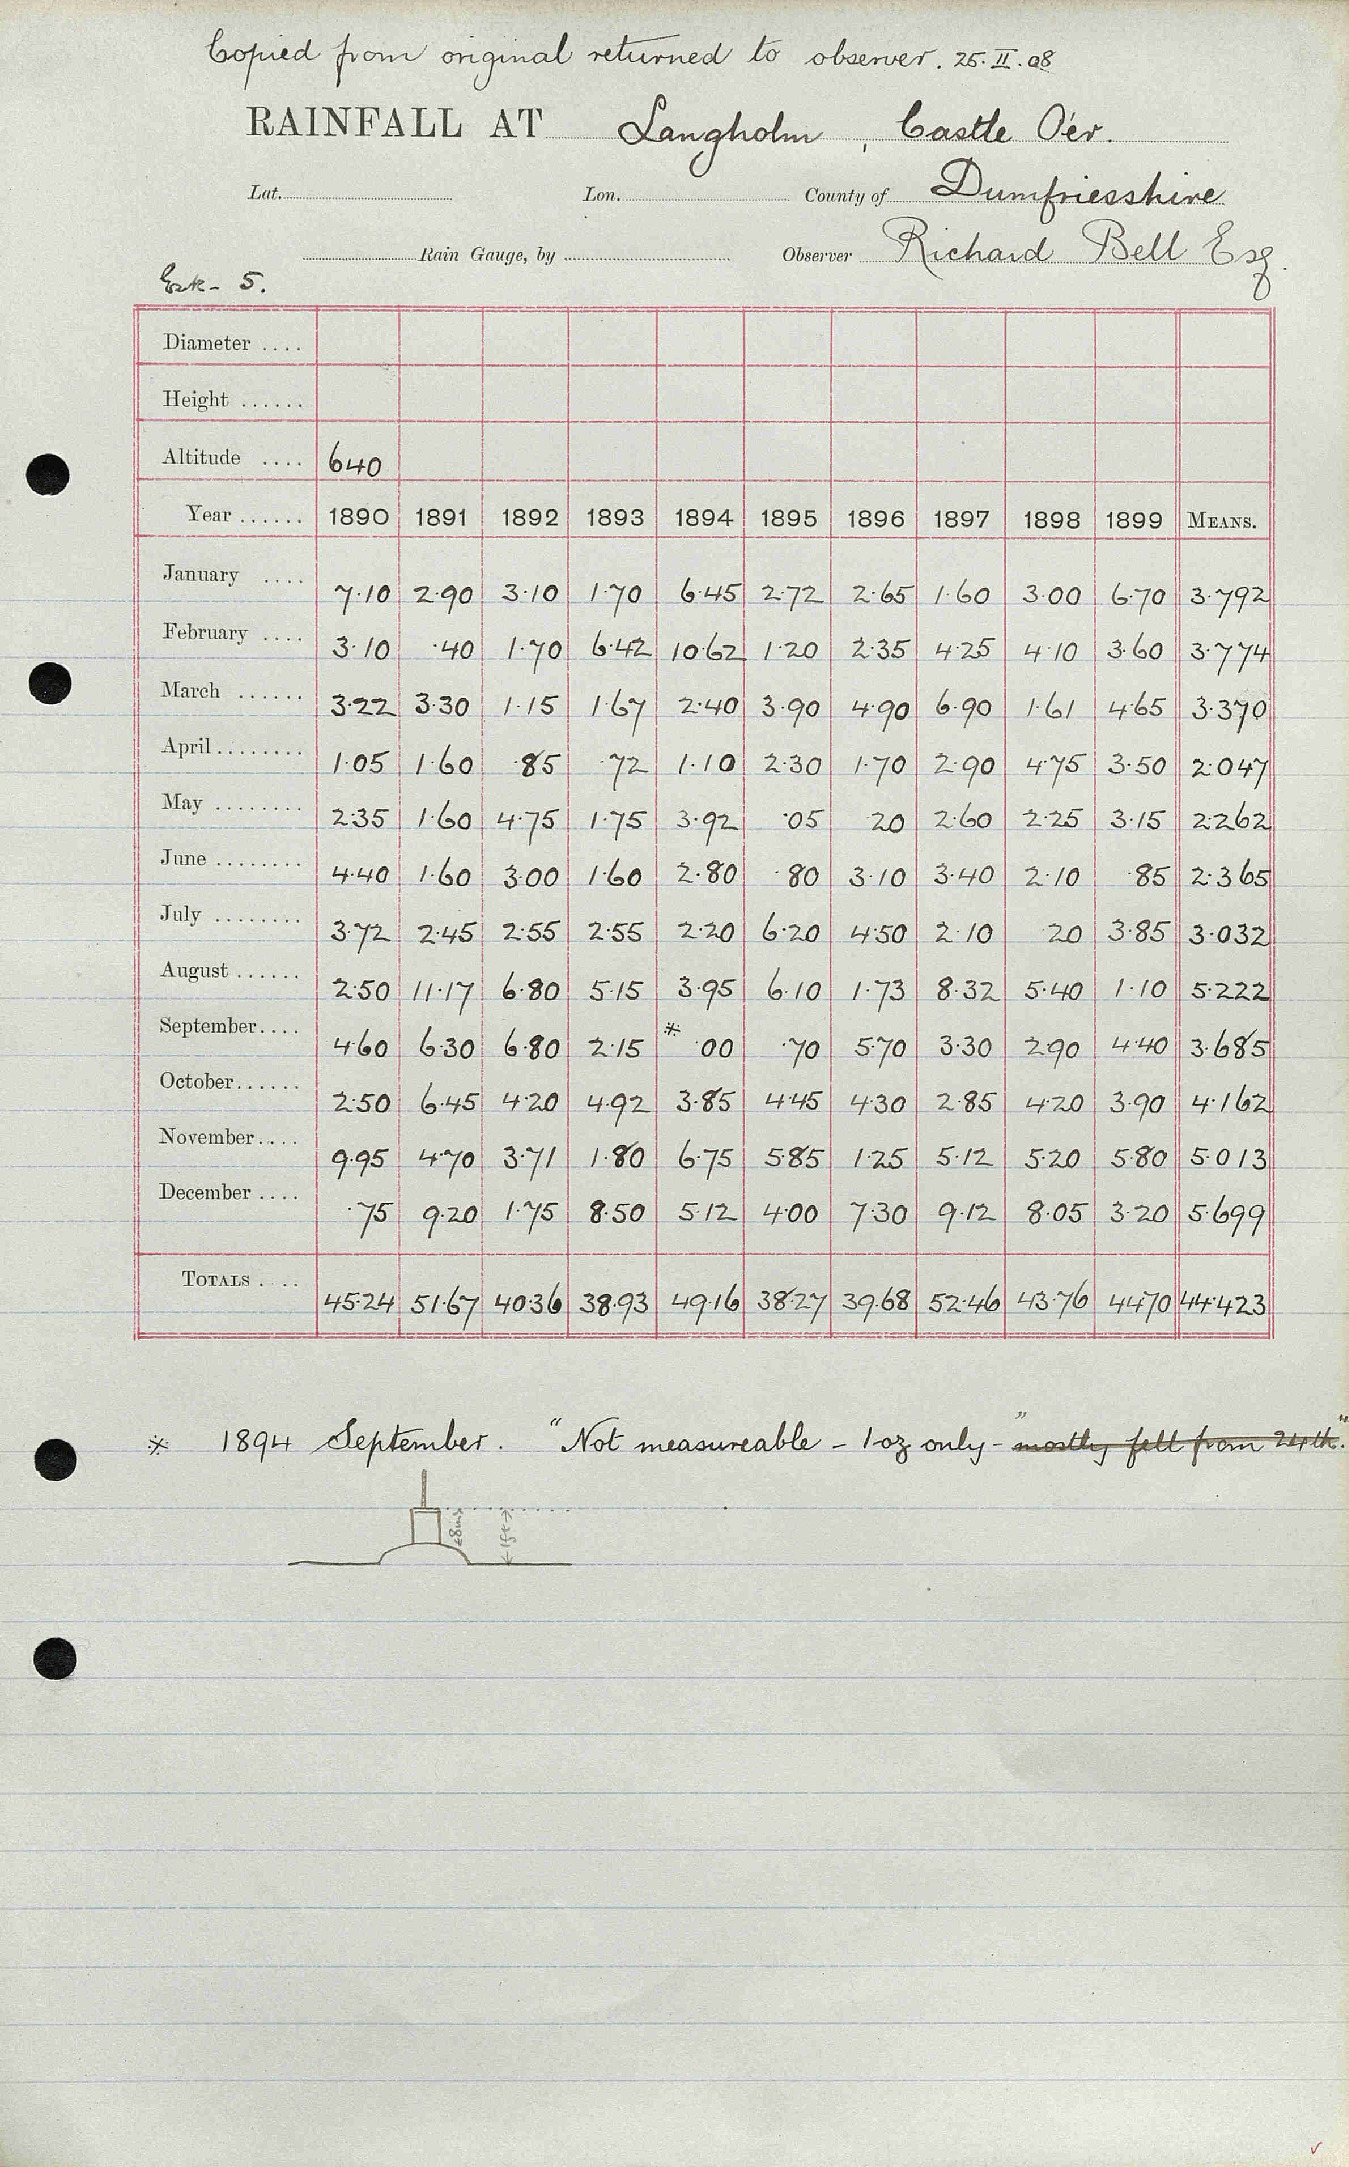 Copied from original returned to observer. 25.II.08
RAINFALL AT Langholm, Castle O'er.
Lat. Lon. County of Dumfriesshire
Rain Gauge, by Observer Richard Bell Esq.
Esk - 5.
Diameter ....
Height ......
Altitude .... 640
Year ...... 1890 1891 1892 1893 1894 1895 1896 1897 1898 1899 MEANS.
January .... 7·10 2·90 3·10 1·70 6·45 2·72 2·65 1·60 3·00 6·70 3·792
February .... 3·10 ·40 1·70 6·42 10·62 1·20 2·35 4·25 4·10 3·60 3·774
March ...... 3·22 3·30 1·15 1·67 2·40 3·90 4·90 6·90 1·61 4·65 3·370
April ........ 1·05 1·60 ·85 ·72 1·10 2·30 1·70 2·90 4·75 3·50 2·047
May ........ 2·35 1·60 4·75 1·75 3·92 ·05 20 2·60 2·25 3·15 2·262
June ........ 4·40 1·60 3·00 1·60 2·80 ·80 3·10 3·40 2·10 ·85 2·365
July ........ 3·72 2·45 2·55 2·55 2·20 6·20 4·50 2·10 20 3·85 3·032
August ...... 2·50 11·17 6·80 5·15 3·95 6·10 1·73 8·32 5·40 1·10 5·222
September.... 4·60 6·30 6·80 2·15 * ·00 ·70 5·70 3·30 2·90 4·40 3·685
October...... 2·50 6·45 4·20 4·92 3·85 4·45 4·30 2·85 4·20 3·90 4·162
November.... 9·95 4·70 3·71 1·80 6·75 5·85 1·25 5·12 5·20 5·80 5·013
December .... ·75 9·20 1·75 8·50 5·12 4·00 7·30 9·12 8·05 3·20 5·699
TOTALS .... 45·24 51·67 40·36 38·93 49·16 38·27 39·68 52·46 43·76 44·70 44·423
* 1894 September. "Not measureable - 1 oz only -" mostly fell from 24th."
8ins 1ft